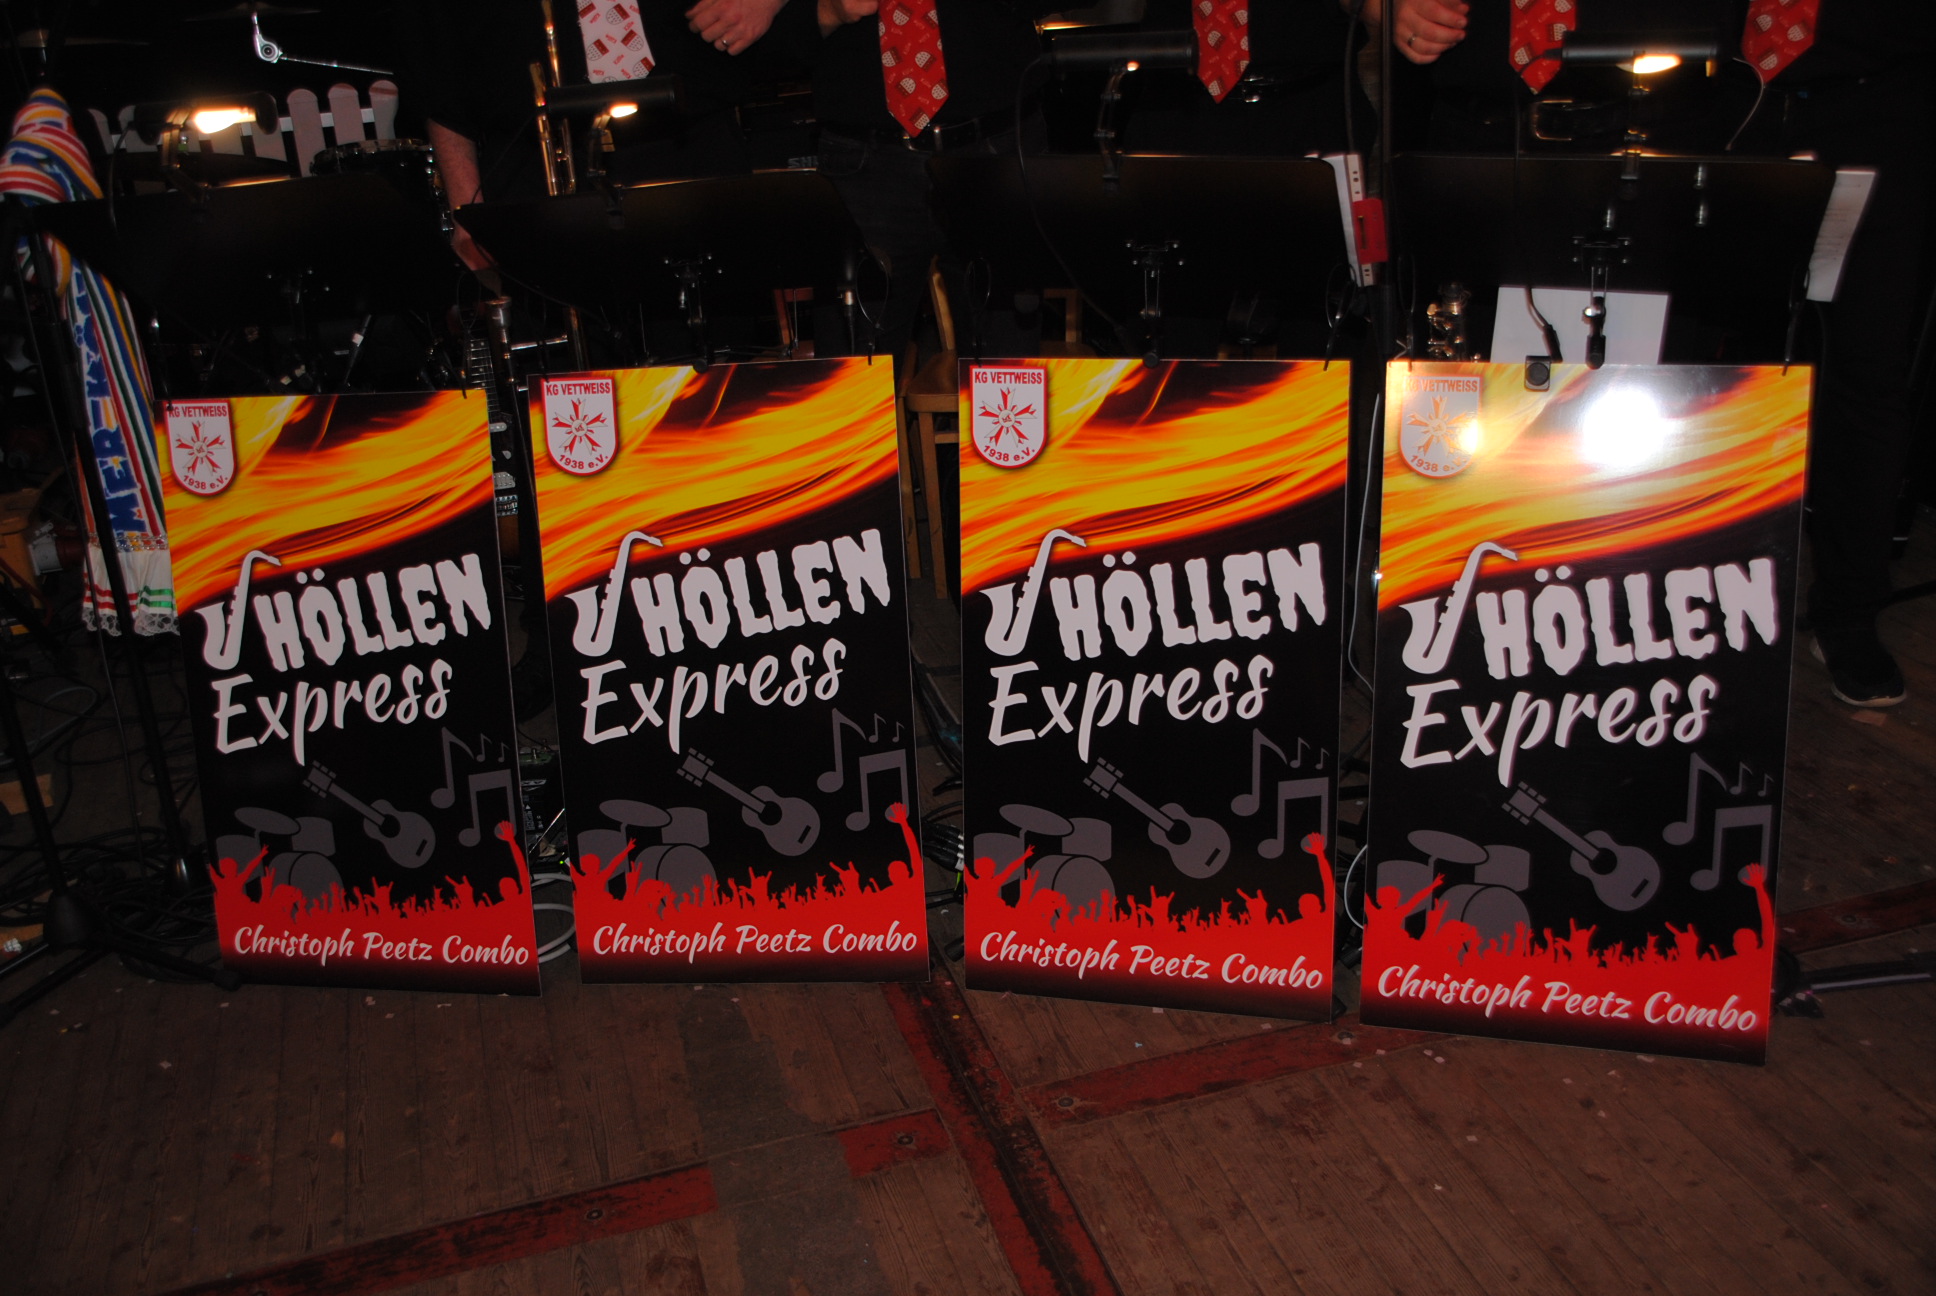 KG VETTWEISS
1938 e.V.
HÖLLEN
Express
Christoph Peetz Combo
KG VETTWEISS
1938 e.V.
HÖLLEN
Express
Christoph Peetz Combo
KG VETTWEISS
1938 e.V.
HÖLLEN
Express
Christoph Peetz Combo
KG VETTWEISS
1938 e.V.
HÖLLEN
Express
Christoph Peetz Combo